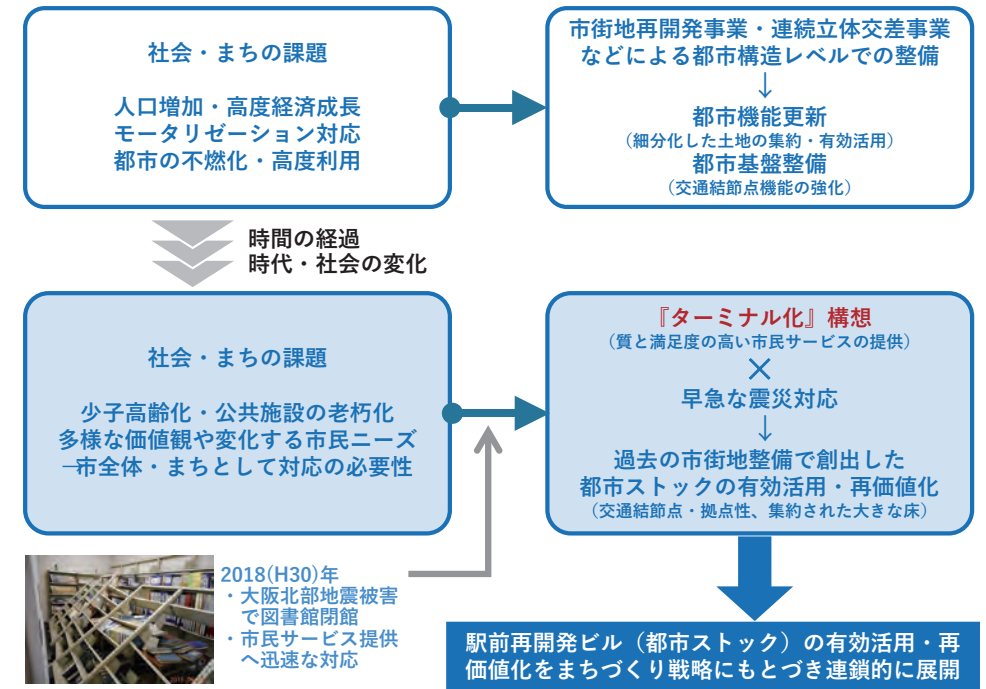 社会・まちの課題
人口増加・高度経済成長
モータリゼーション対応
都市の不燃化・高度利用
市街地再開発事業・連続立体交差事業
などによる都市構造レベルでの整備
↓
都市機能更新
(細分化した土地の集約・有効活用)
都市基盤整備
(交通結節点機能の強化)
時間の経過
時代・社会の変化
社会・まちの課題
少子高齢化・公共施設の老朽化
多様な価値観や変化する市民ニーズ
→市全体・まちとして対応の必要性
『ターミナル化』構想
(質と満足度の高い市民サービスの提供)
×
早急な震災対応
↓
過去の市街地整備で創出した
都市ストックの有効活用・再価値化
(交通結節点・拠点性、集約された大きな床)
2018(H30)年
・大阪北部地震被害
で図書館閉館
・市民サービス提供
へ迅速な対応
駅前再開発ビル（都市ストック）の有効活用・再
価値化をまちづくり戦略にもとづき連鎖的に展開